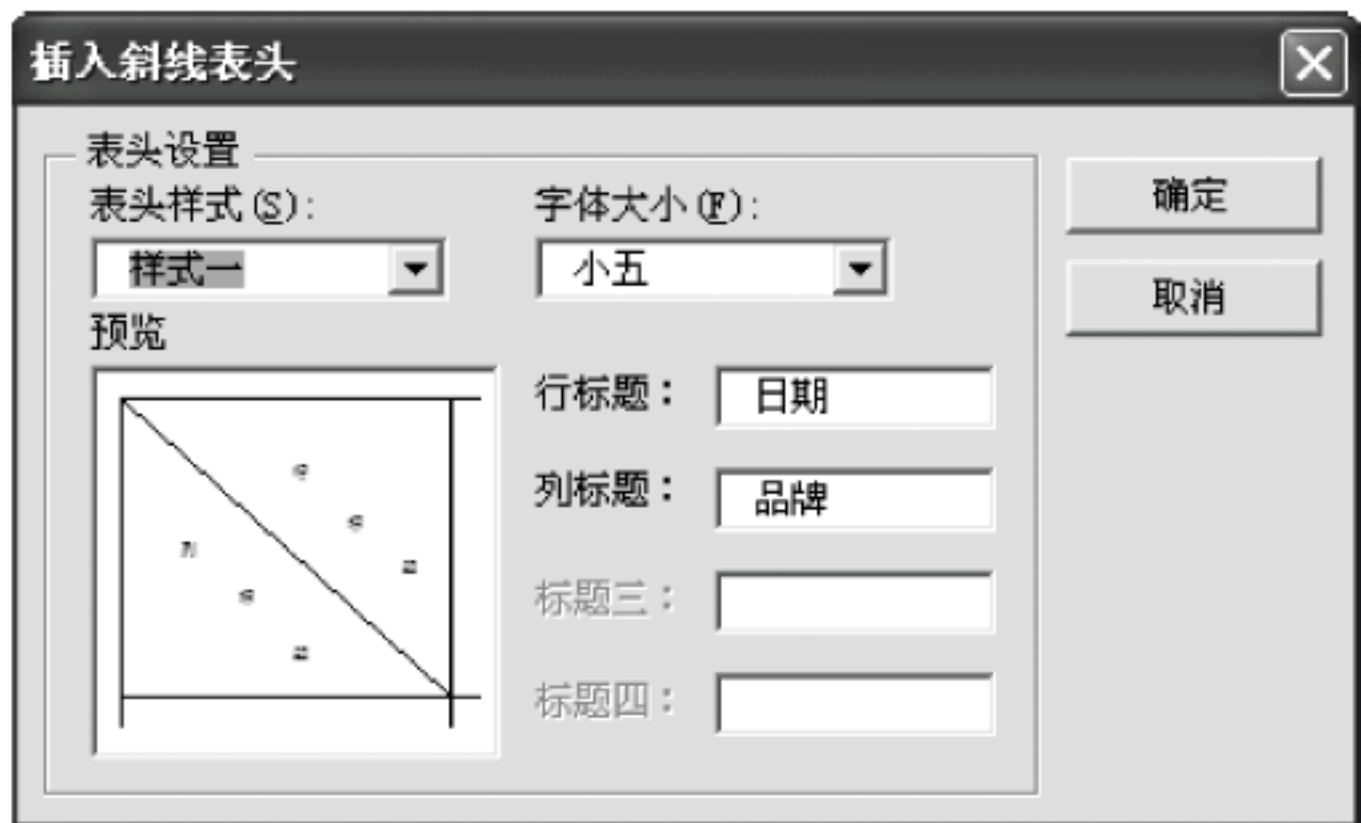 插入斜线表头
表头设置
表头样式(S):
字体大小(F):
样式一
小五
预览
行标题：
日期
列标题：
品牌
标题三：
标题四：
确定
取消